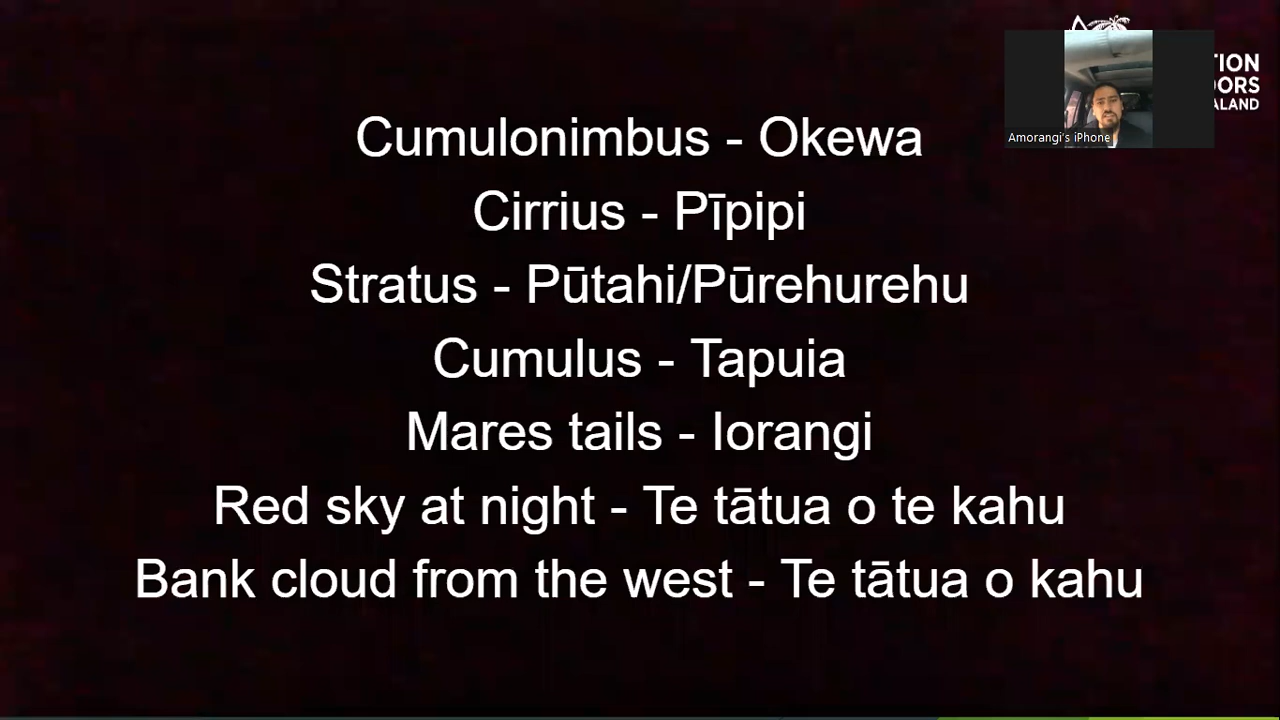 Cumulonimbus - Okewa
Cirrius - Pīpipi
Stratus - Pūtahi/Pūrehurehu
Cumulus - Tapuia
Mares tails - Iorangi
Red sky at night - Te tātua o te kahu
Bank cloud from the west - Te tātua o kahu
Amorangi's iPhone